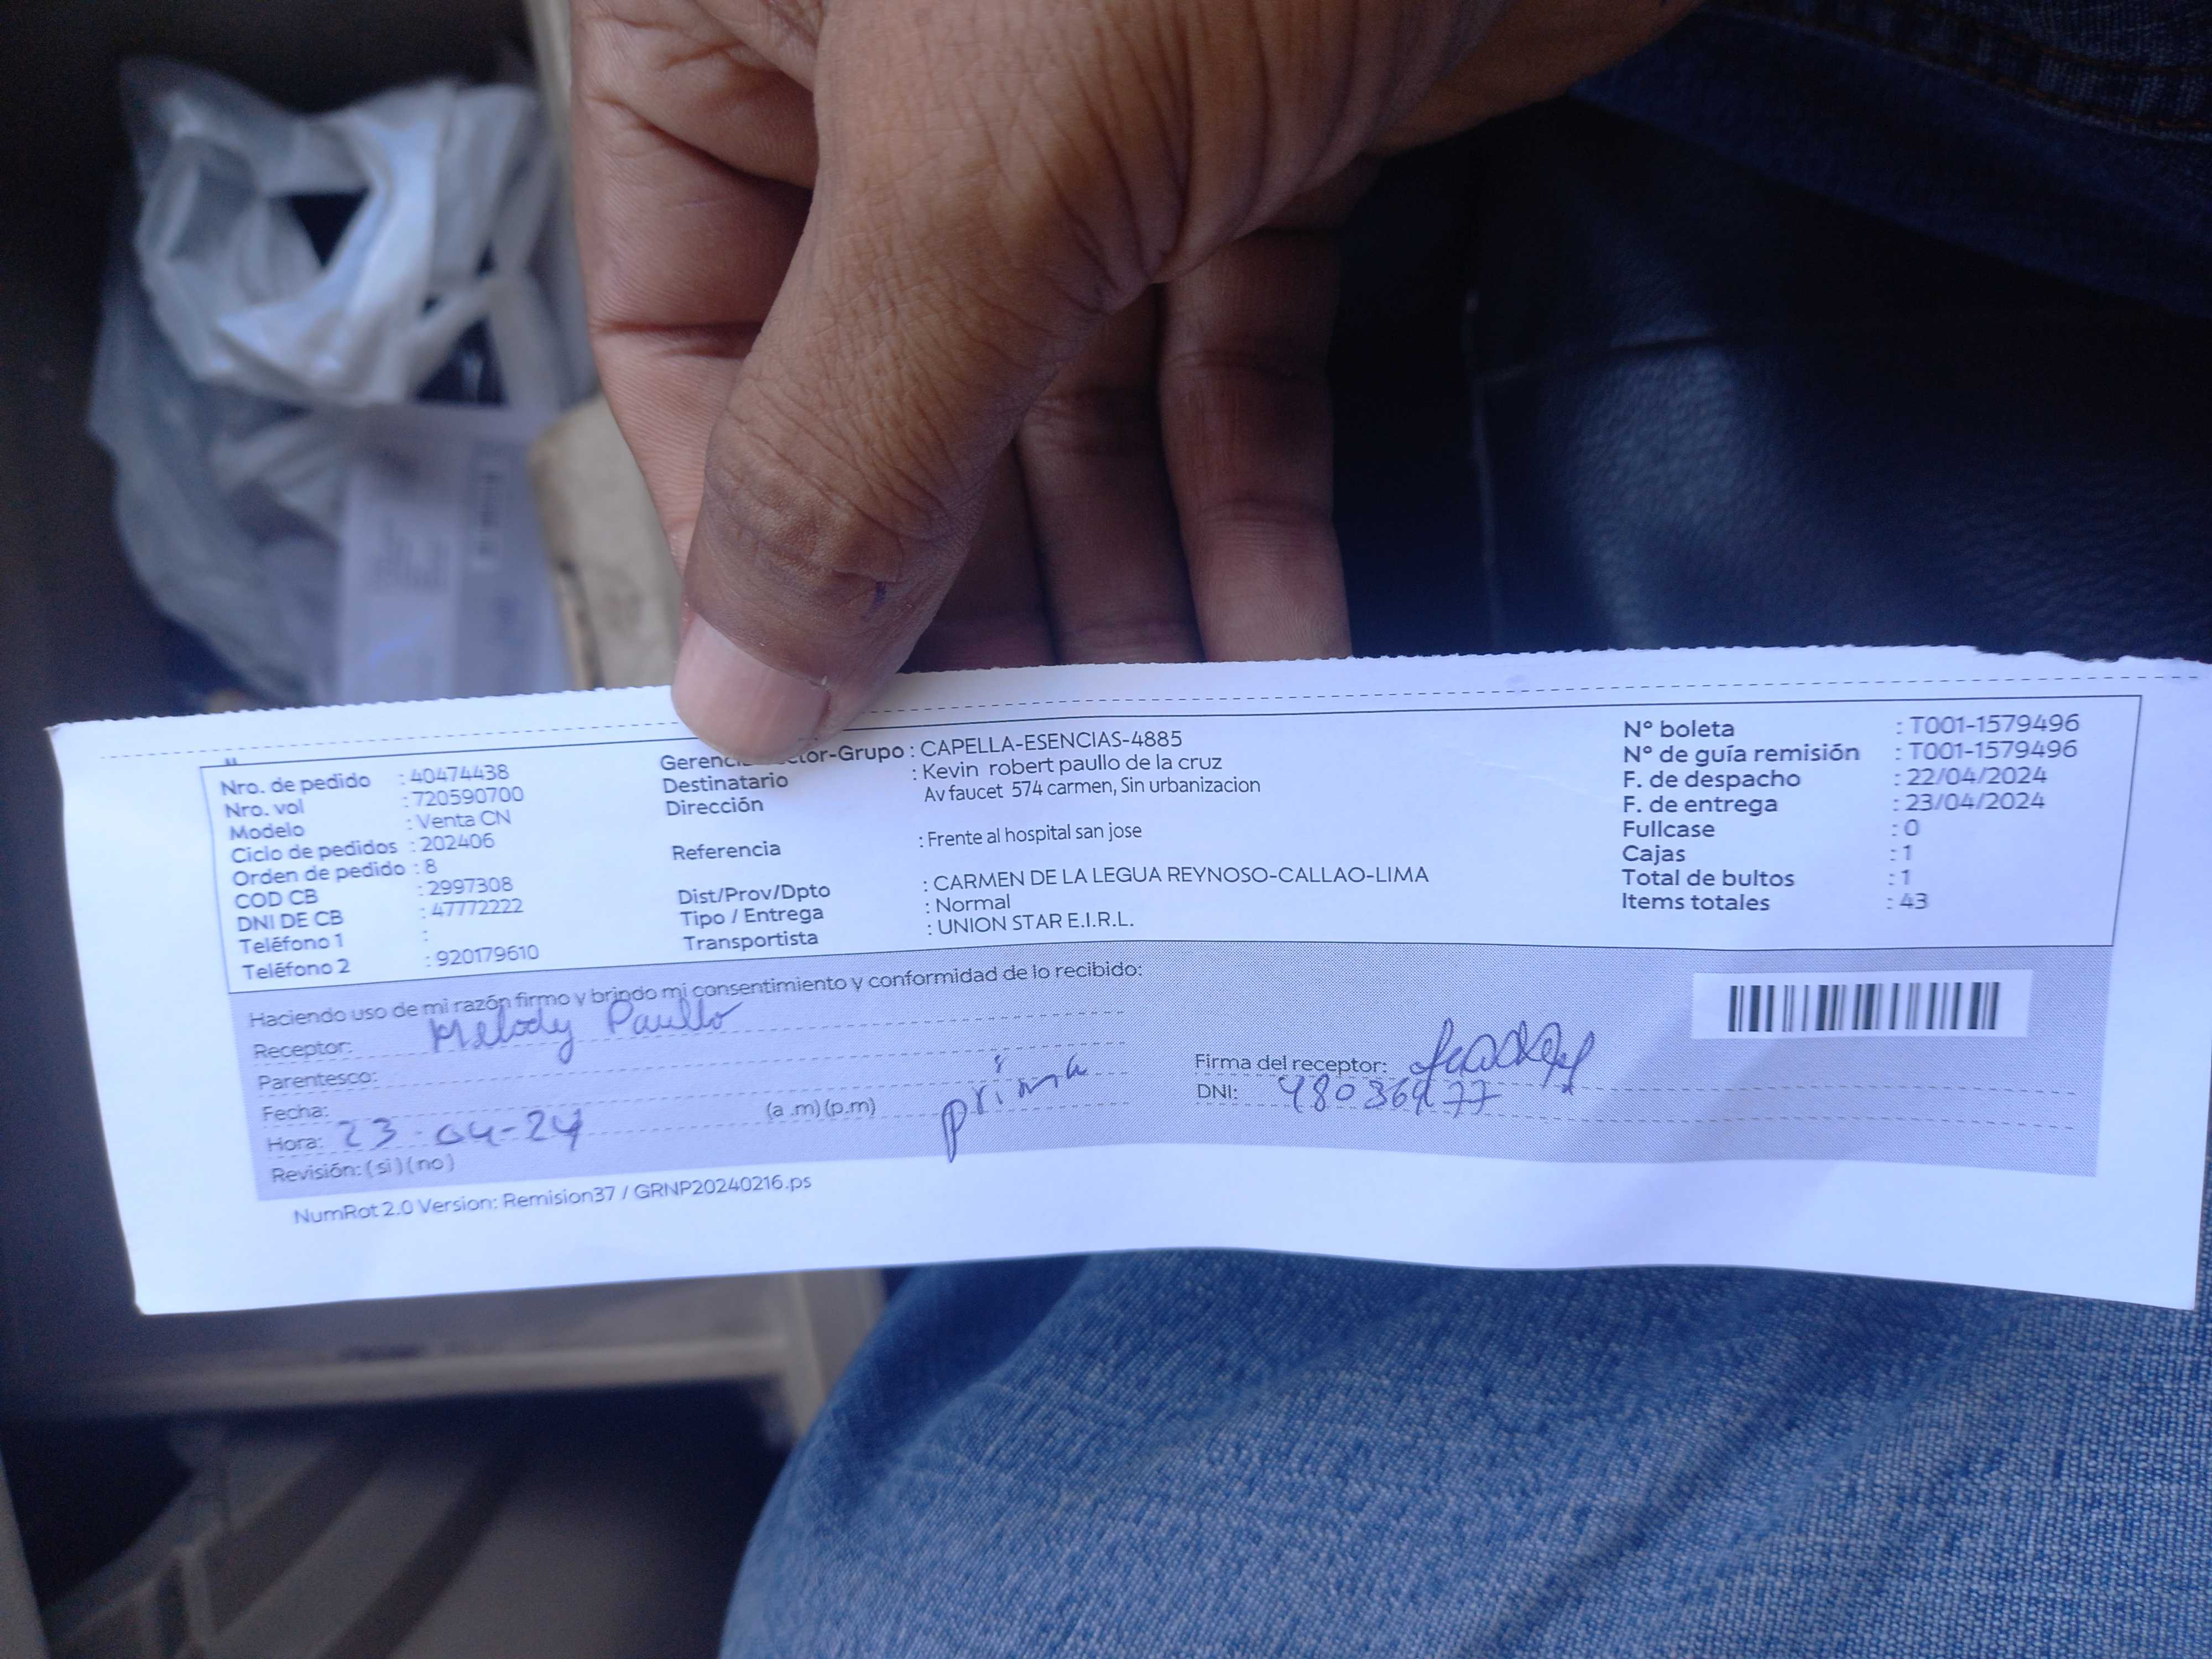 Nro. de pedido : 40474438
Nro. vol : 720590700
Modelo : Venta CN
Ciclo de pedidos : 202406
Orden de pedido : 8
COD CB : 2997308
DNI DE CB : 47772222
Teléfono 1 :
Teléfono 2 : 920179610
-Grupo : CAPELLA-ESENCIAS-4885
Destinatario : Kevin robert paullo de la cruz
Dirección Av faucet 574 carmen, Sin urbanizacion
Referencia : Frente al hospital san jose
Dist/Prov/Dpto : CARMEN DE LA LEGUA REYNOSO-CALLAO-LIMA
Tipo / Entrega : Normal
Transportista : UNION STAR E.I.R.L.
N° boleta : T001-1579496
N° de guía remisión : T001-1579496
F. de despacho : 22/04/2024
F. de entrega : 23/04/2024
Fullcase : 0
Cajas : 1
Total de bultos : 1
Items totales : 43
Haciendo uso de mi razón firmo y brindo mi consentimiento y conformidad de lo recibido:
Receptor: Melody Paullo
Parentesco: prima
Fecha:
Hora: 23-04-24 (a .m) (p.m)
Revisión: ( si ) ( no )
Firma del receptor:
DNI:
NumRot 2.0 Version: Remision37 / GRNP20240216.ps